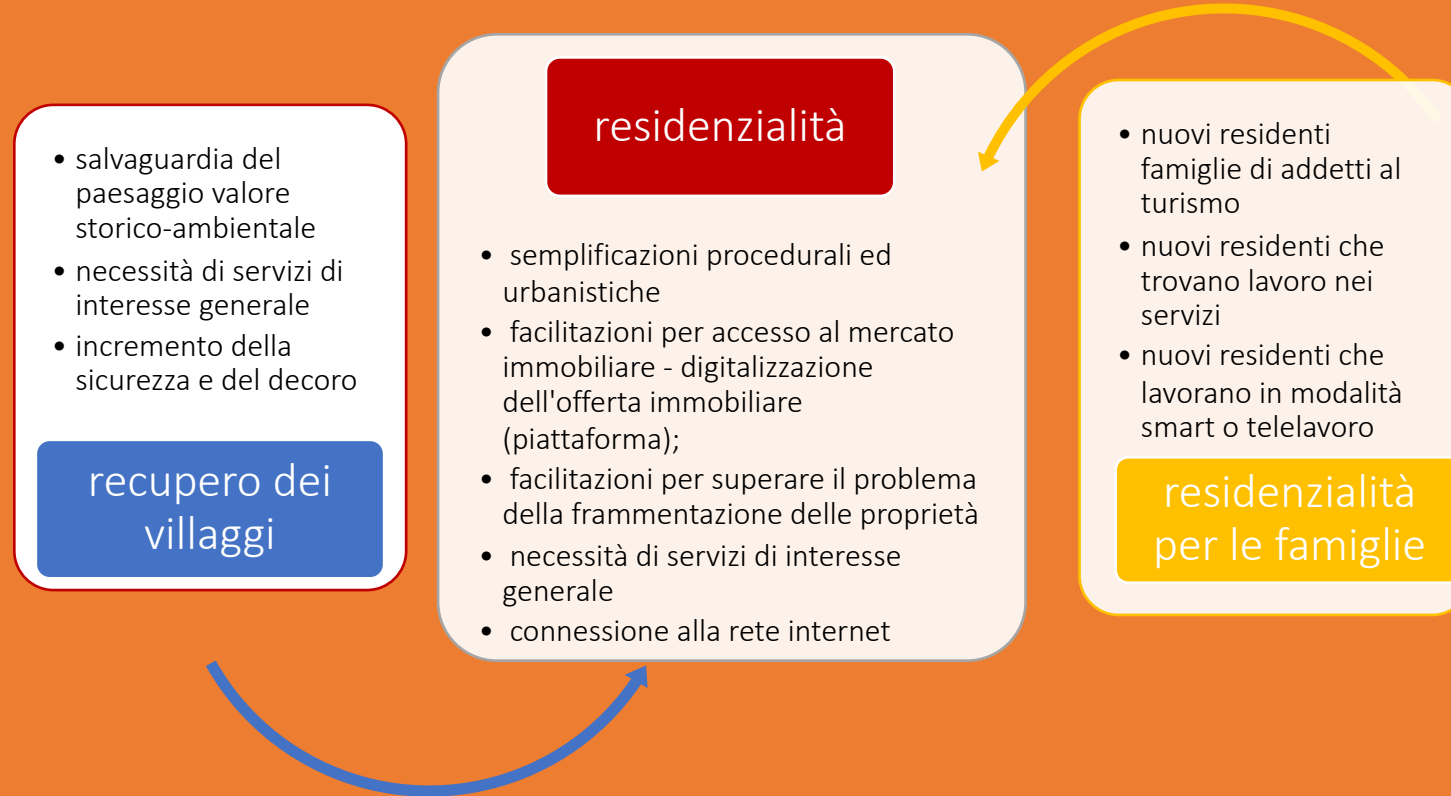 • salvaguardia del
paesaggio valore
storico-ambientale
• necessità di servizi di
interesse generale
• incremento della
sicurezza e del decoro
recupero dei
villaggi
residenzialità
• semplificazioni procedurali ed
urbanistiche
• facilitazioni per accesso al mercato
immobiliare - digitalizzazione
dell'offerta immobiliare
(piattaforma);
• facilitazioni per superare il problema
della frammentazione delle proprietà
• necessità di servizi di interesse
generale
• connessione alla rete internet
• nuovi residenti
famiglie di addetti al
turismo
• nuovi residenti che
trovano lavoro nei
servizi
• nuovi residenti che
lavorano in modalità
smart o telelavoro
residenzialità
per le famiglie